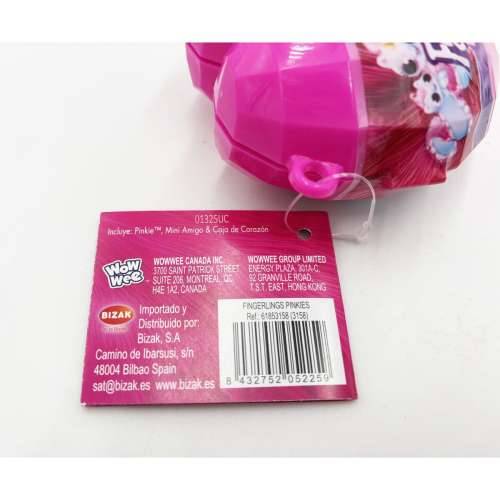 01325UC
Incluye: Pinkie™, Mini Amigo & Caja de Corazón
WOW WEE
WOWWEE CANADA INC.
3700 SAINT PATRICK STREET
SUITE 206, MONTREAL, QC
H4E 1A2, CANADA
WOWWEE GROUP LIMITED
ENERGY PLAZA, 301A-C,
92 GRANVILLE ROAD,
T.S.T. EAST, HONG KONG
BIZAK
Importado y
Distribuido por:
Bizak, S.A
Camino de Ibarsusi, s/n
48004 Bilbao Spain
sat@bizak.es www.bizak.es
FINGERLINGS PINKIES
Ref.: 61853158 (3158)
8 432752 052259